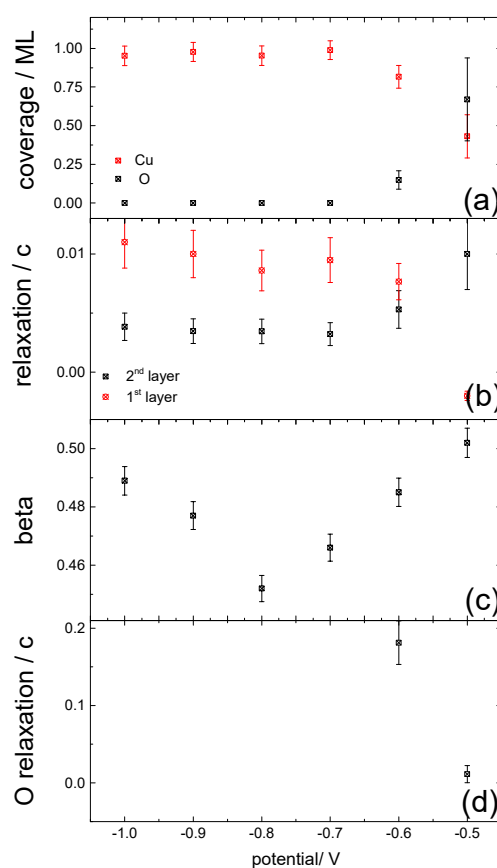 coverage / ML
1.00
0.75
0.50
0.25
0.00
Cu
O
(a)
relaxation / c
0.01
0.00
2nd layer
1st layer
(b)
beta
0.50
0.48
0.46
(c)
O relaxation / c
0.2
0.1
0.0
(d)
-1.0 -0.9 -0.8 -0.7 -0.6 -0.5
potential/ V